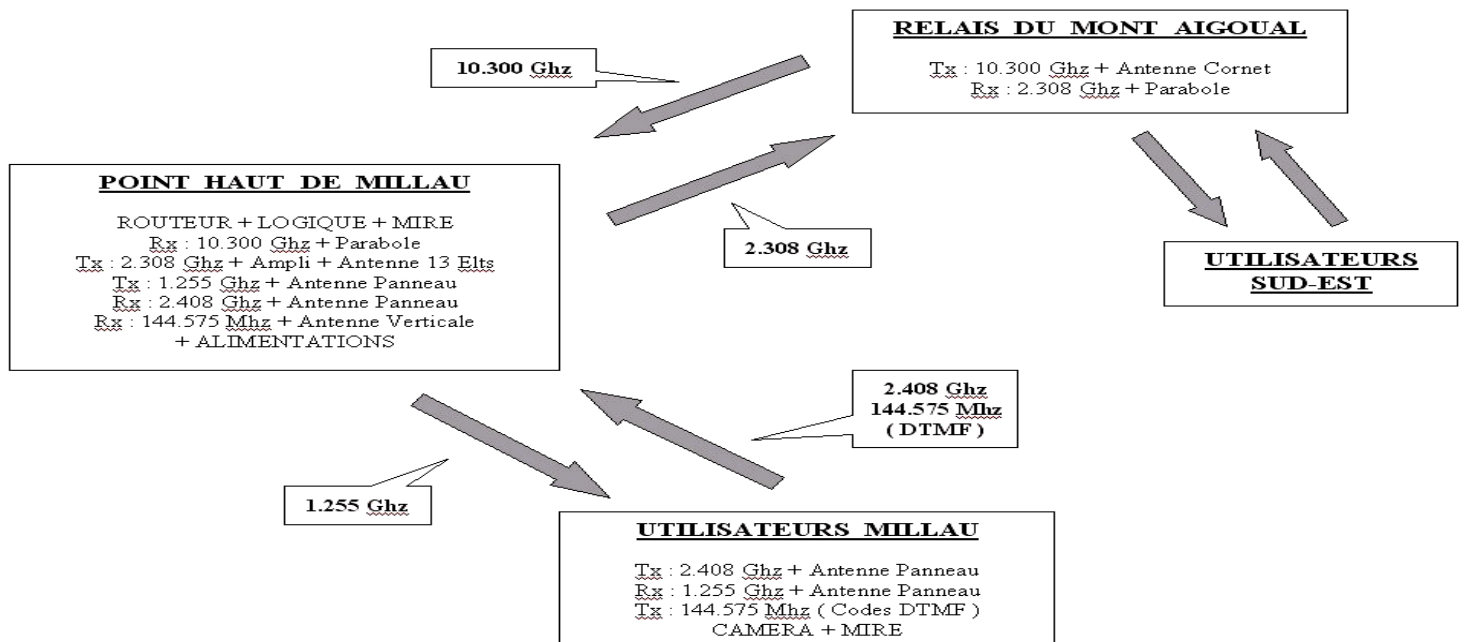 RELAIS DU MONT AIGOUAL
Tx : 10.300 Ghz + Antenne Cornet
Rx : 2.308 Ghz + Parabole
10.300 Ghz
POINT HAUT DE MILLAU
ROUTEUR + LOGIQUE + MIRE
Rx : 10.300 Ghz + Parabole
Tx : 2.308 Ghz + Ampli + Antenne 13 Elts
Tx : 1.255 Ghz + Antenne Panneau
Rx : 2.408 Ghz + Antenne Panneau
Rx : 144.575 Mhz + Antenne Verticale
+ ALIMENTATIONS
2.308 Ghz
UTILISATEURS
SUD-EST
2.408 Ghz
144.575 Mhz
( DTMF )
1.255 Ghz
UTILISATEURS MILLAU
Tx : 2.408 Ghz + Antenne Panneau
Rx : 1.255 Ghz + Antenne Panneau
Tx : 144.575 Mhz ( Codes DTMF )
CAMERA + MIRE